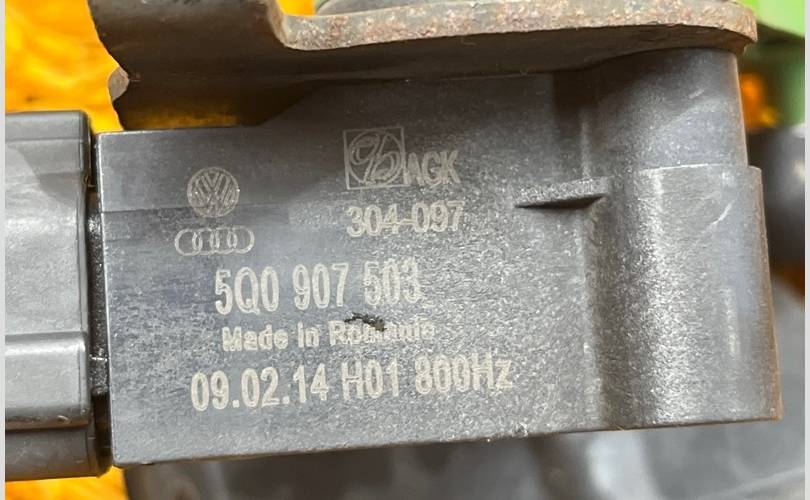 AGK
304-097
5Q0 907 503
Made in Romania
09.02.14 H01 800Hz